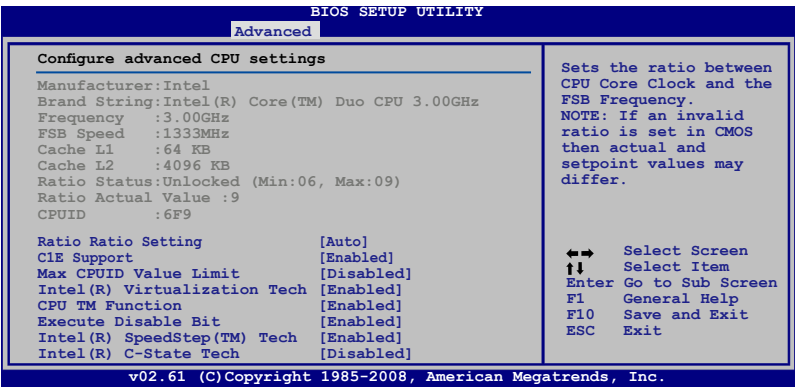 BIOS SETUP UTILITY
Advanced
Configure advanced CPU settings
Manufacturer:Intel
Brand String:Intel(R) Core(TM) Duo CPU 3.00GHz
Frequency :3.00GHz
FSB Speed :1333MHz
Cache L1 :64 KB
Cache L2 :4096 KB
Ratio Status:Unlocked (Min:06, Max:09)
Ratio Actual Value :9
CPUID :6F9
Ratio Ratio Setting [Auto]
C1E Support [Enabled]
Max CPUID Value Limit [Disabled]
Intel(R) Virtualization Tech [Enabled]
CPU TM Function [Enabled]
Execute Disable Bit [Enabled]
Intel(R) SpeedStep(TM) Tech [Enabled]
Intel(R) C-State Tech [Disabled]
Sets the ratio between
CPU Core Clock and the
FSB Frequency.
NOTE: If an invalid
ratio is set in CMOS
then actual and
setpoint values may
differ.
Select Screen
Select Item
Enter Go to Sub Screen
F1 General Help
F10 Save and Exit
ESC Exit
v02.61 (C)Copyright 1985-2008, American Megatrends, Inc.